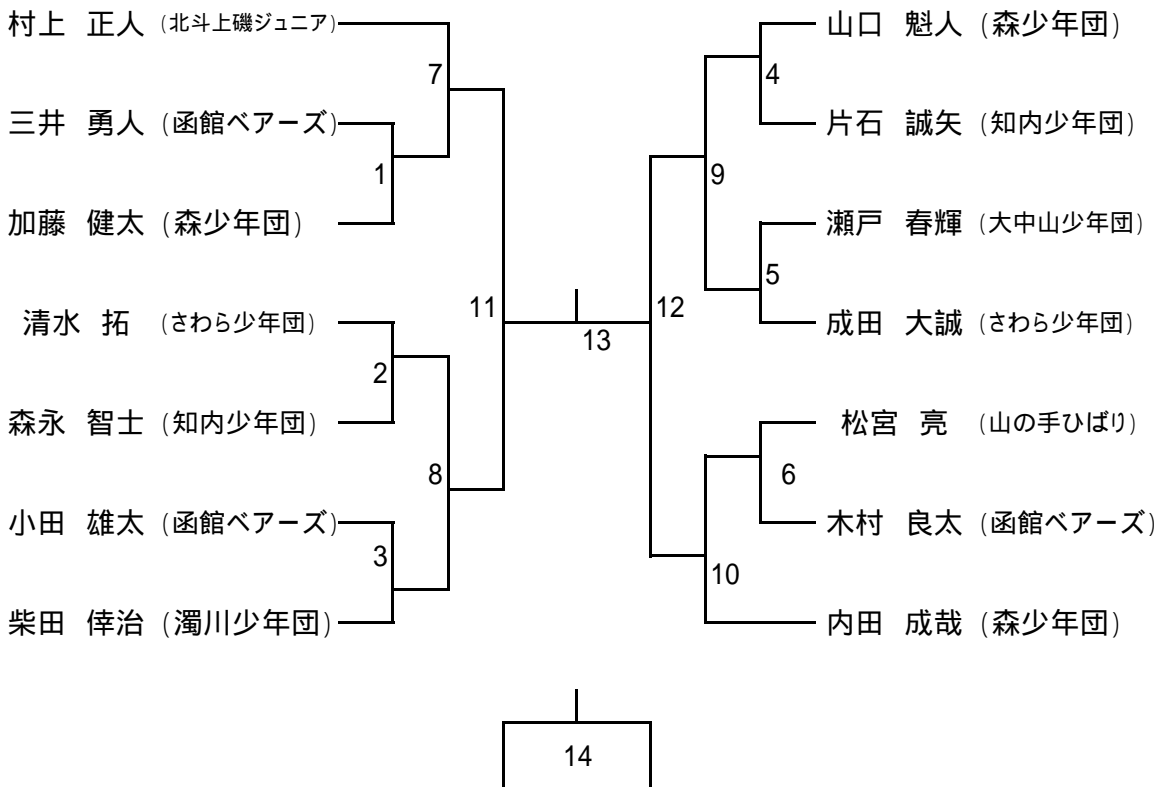 村上 正人 (北斗上磯ジュニア)
7
三井 勇人 (函館ベアーズ)
1
加藤 健太 (森少年団)
11
清水 拓 (さわら少年団)
2
森永 智士 (知内少年団)
8
小田 雄太 (函館ベアーズ)
3
柴田 倖治 (濁川少年団)
13
山口 魁人 (森少年団)
4
片石 誠矢 (知内少年団)
9
瀬戸 春輝 (大中山少年団)
5
成田 大誠 (さわら少年団)
12
松宮 亮 (山の手ひばり)
6
木村 良太 (函館ベアーズ)
10
内田 成哉 (森少年団)
14